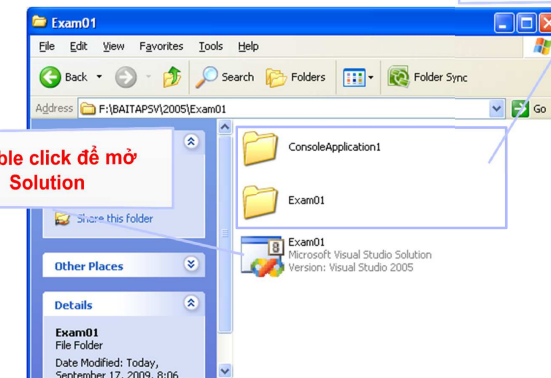 Exam01
File Edit View Favorites Tools Help
Back Search Folders Folder Sync
Address F:\BAITAPSV\2005\Exam01 Go
ble click để mở
Solution
Share this folder
Other Places
Details
Exam01
File Folder
Date Modified: Today,
September 17, 2009, 8:06
ConsoleApplication1
Exam01
8
Exam01
Microsoft Visual Studio Solution
Version: Visual Studio 2005